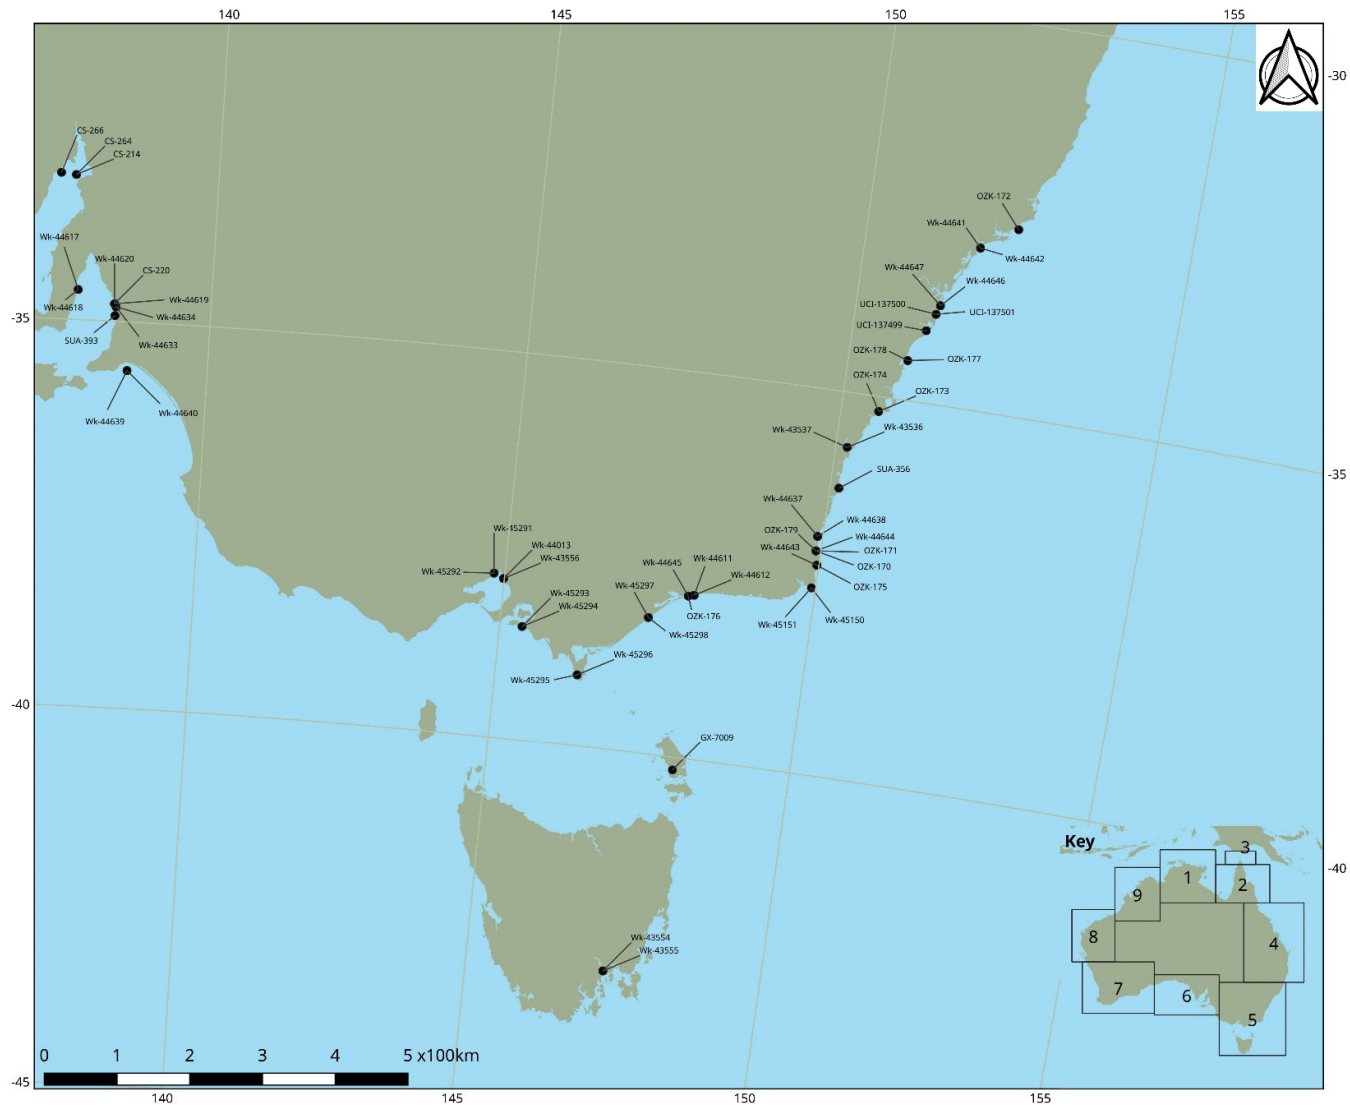 140
145
150
155
-30
CS-266
CS-264
CS-214
OZK-172
Wk-44641
Wk-44642
Wk-44617
Wk-44620
CS-220
Wk-44647
Wk-44646
Wk-44618
Wk-44619
UCI-137500
UCI-137501
-35
Wk-44634
UCI-137499
SUA-393
Wk-44633
OZK-178
OZK-177
OZK-174
OZK-173
Wk-44639
Wk-44640
Wk-43537
Wk-43536
SUA-356
-35
Wk-44637
Wk-45291
Wk-44638
OZK-179
Wk-44644
Wk-44013
Wk-44643
OZK-171
Wk-43556
Wk-44645
Wk-44611
OZK-170
Wk-45292
Wk-44612
Wk-45297
OZK-175
Wk-45293
Wk-45294
OZK-176
Wk-45151
Wk-45150
Wk-45298
Wk-45296
Wk-45295
-40
GX-7009
Key
3
-40
1
2
9
8
4
Wk-43554
Wk-43555
7
6
5
0 1 2 3 4 5 x100km
-45
140
145
150
155